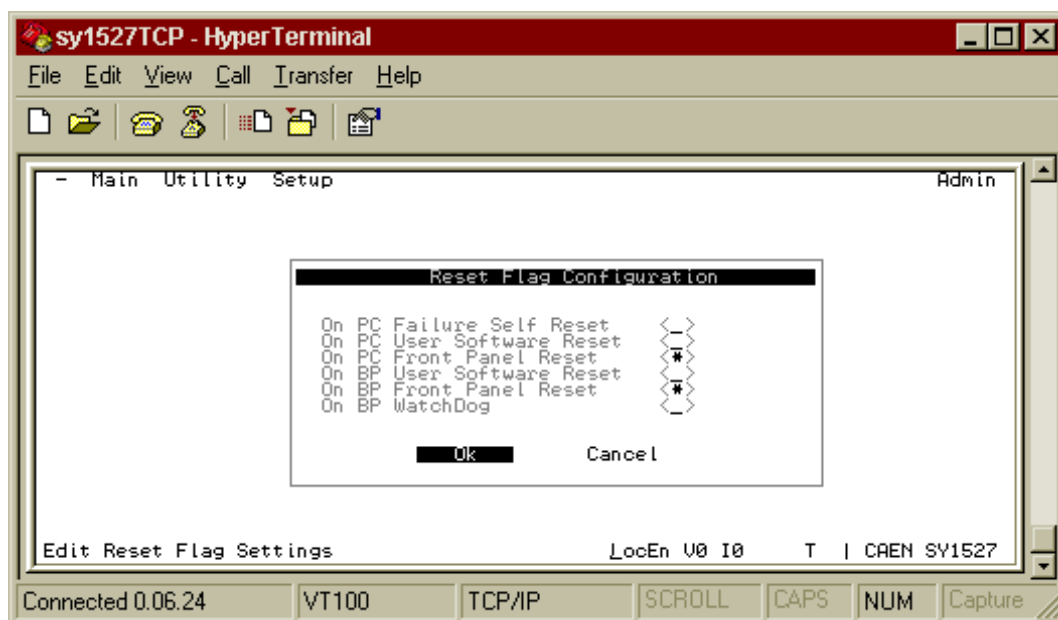 sy1527TCP - HyperTerminal
File Edit View Call Transfer Help
- Main Utility Setup Admin
Reset Flag Configuration
On PC Failure Self Reset <_>
On PC User Software Reset <_>
On PC Front Panel Reset <*>
On BP User Software Reset <_>
On BP Front Panel Reset <*>
On BP WatchDog <_>
Ok Cancel
Edit Reset Flag Settings LocEn V0 I0 T | CAEN SY1527
Connected 0.06.24 VT100 TCP/IP SCROLL CAPS NUM Capture